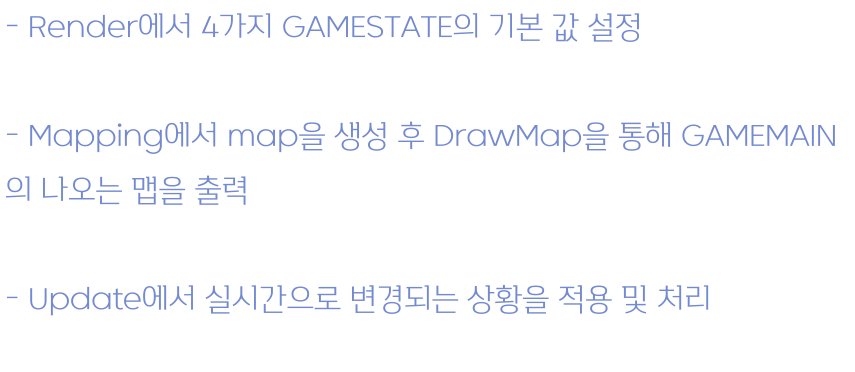 - Render에서 4가지 GAMESTATE의 기본 값 설정
- Mapping에서 map을 생성 후 DrawMap을 통해 GAMEMAIN
의 나오는 맵을 출력
- Update에서 실시간으로 변경되는 상황을 적용 및 처리